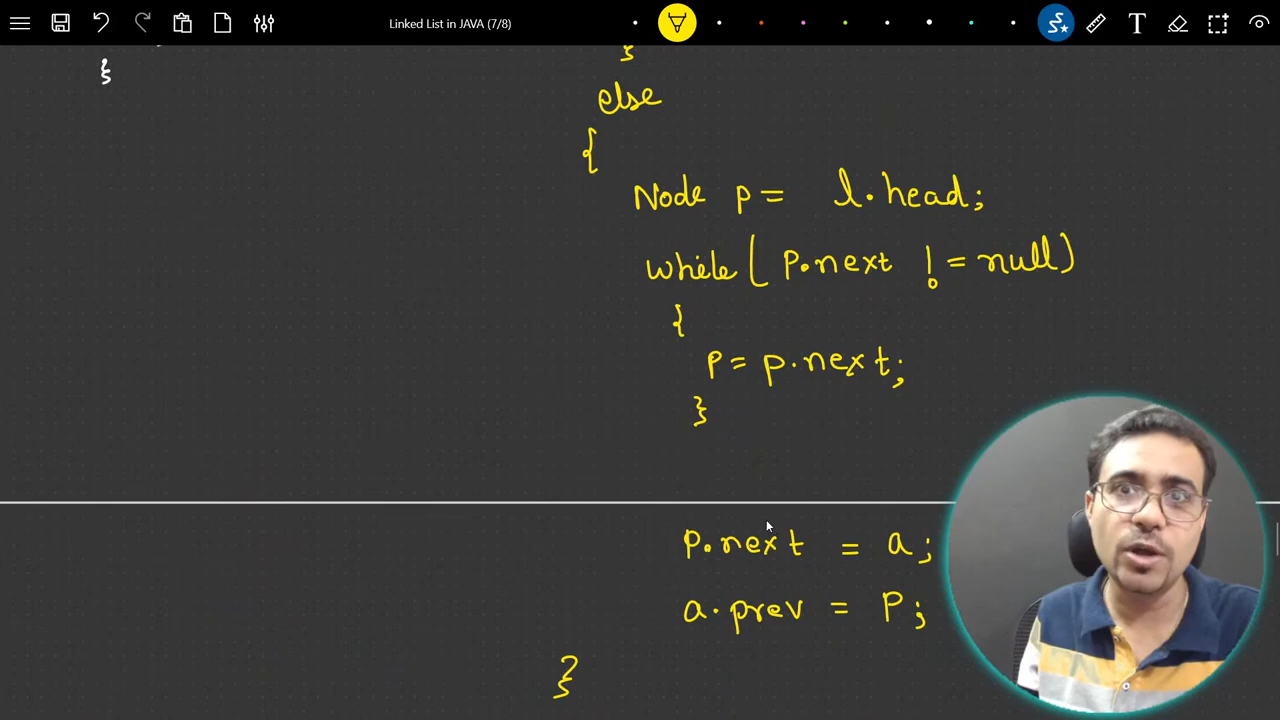 Linked List in JAVA (7/8)
T
}
}
else
{
Node p = l.head;
while( p.next != null)
{
p = p.next;
}
p.next = a;
a.prev = P;
}